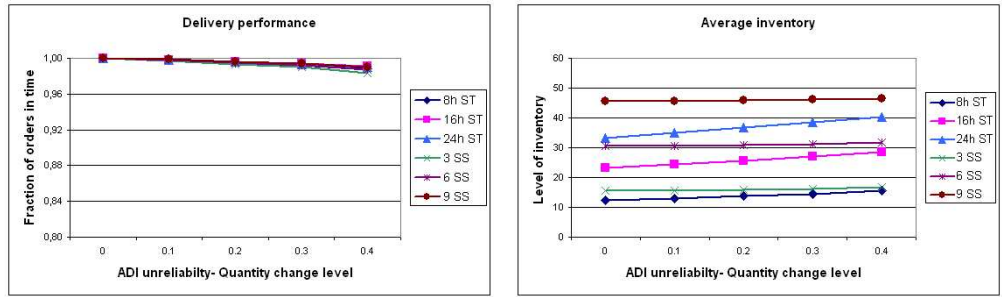 Delivery performance
Fraction of orders in time
1,00
0,96
0,92
0,88
0,84
0,80
0 0.1 0.2 0.3 0.4
ADI unreliabilty- Quantity change level
8h ST
16h ST
24h ST
3 SS
6 SS
9 SS
Average inventory
Level of inventory
60
50
40
30
20
10
0
0 0.1 0.2 0.3 0.4
ADI unreliabilty- Quantity change level
8h ST
16h ST
24h ST
3 SS
6 SS
9 SS